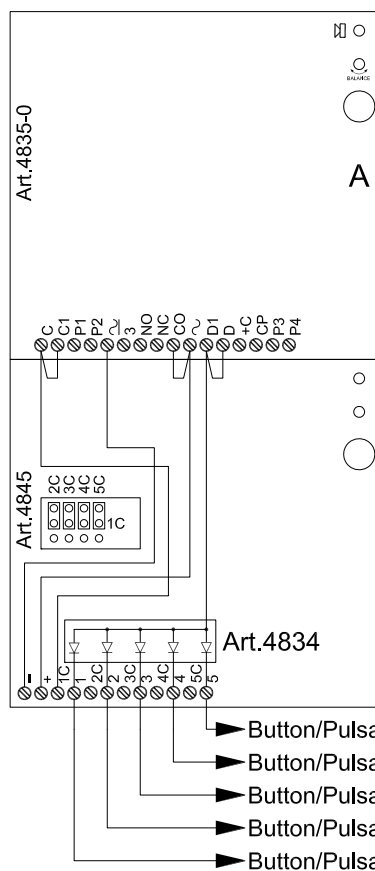 BALANCE
Art.4835-0
A
C
C1
P1
P2
3
NO
NC
CO
D1
D
+C
CP
P3
P4
Art.4845
2C
3C
4C
5C
1C
Art.4834
-
+
1C
1
2C
2
3C
3
4C
4
5C
5
Button/Pulsa
Button/Pulsa
Button/Pulsa
Button/Pulsa
Button/Pulsa